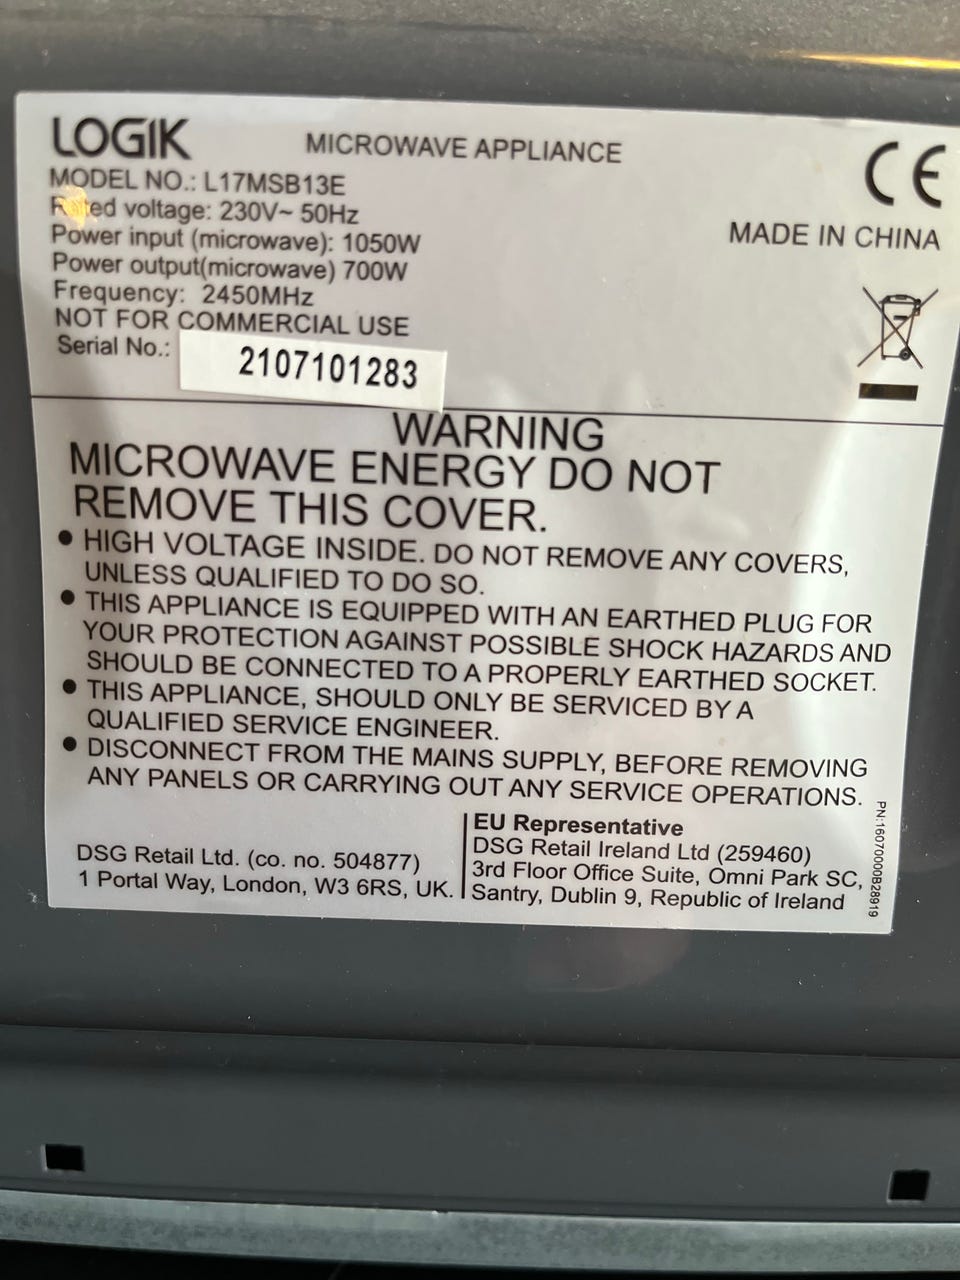 LOGIK
MICROWAVE APPLIANCE
CE
MODEL NO.: L17MSB13E
Rated voltage: 230V~ 50Hz
MADE IN CHINA
Power input (microwave): 1050W
Power output(microwave) 700W
Frequency: 2450MHz
NOT FOR COMMERCIAL USE
Serial No.: 2107101283
WARNING
MICROWAVE ENERGY DO NOT
REMOVE THIS COVER.
● HIGH VOLTAGE INSIDE. DO NOT REMOVE ANY COVERS,
UNLESS QUALIFIED TO DO SO.
● THIS APPLIANCE IS EQUIPPED WITH AN EARTHED PLUG FOR
YOUR PROTECTION AGAINST POSSIBLE SHOCK HAZARDS AND
SHOULD BE CONNECTED TO A PROPERLY EARTHED SOCKET.
● THIS APPLIANCE, SHOULD ONLY BE SERVICED BY A
QUALIFIED SERVICE ENGINEER.
● DISCONNECT FROM THE MAINS SUPPLY, BEFORE REMOVING
ANY PANELS OR CARRYING OUT ANY SERVICE OPERATIONS.
DSG Retail Ltd. (co. no. 504877)
1 Portal Way, London, W3 6RS, UK.
EU Representative
DSG Retail Ireland Ltd (259460)
3rd Floor Office Suite, Omni Park SC,
Santry, Dublin 9, Republic of Ireland
PN:16070000B28919